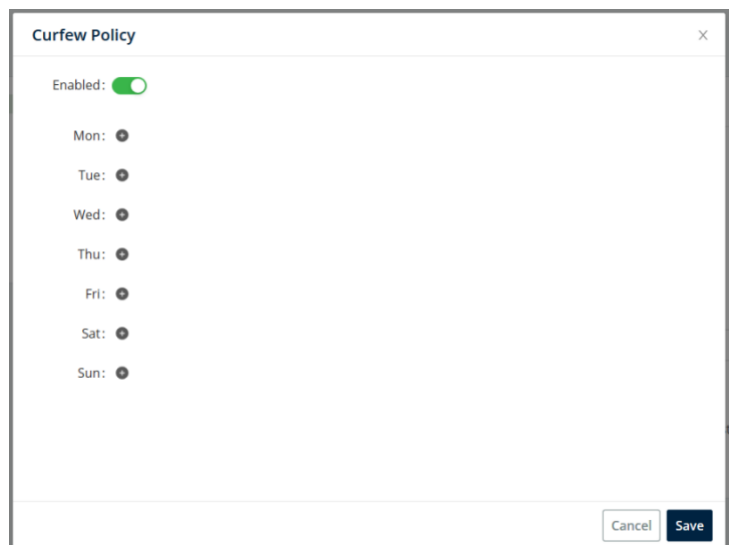 Curfew Policy
Enabled:
Mon:
Tue:
Wed:
Thu:
Fri:
Sat:
Sun:
Cancel Save